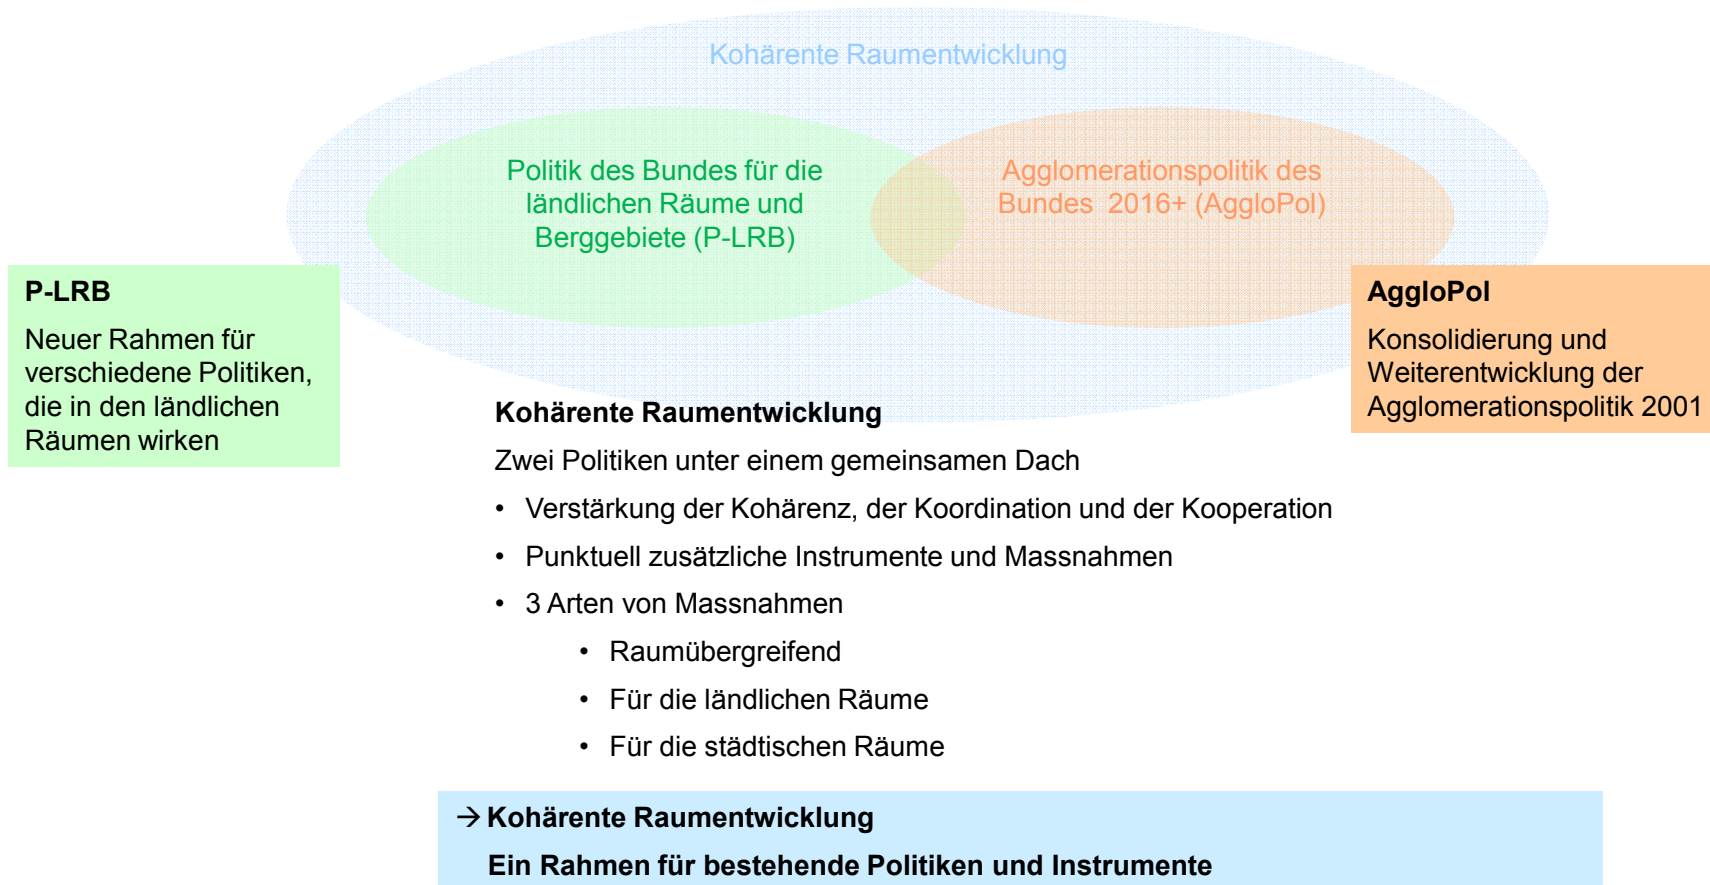 Kohärente Raumentwicklung
Politik des Bundes für die
ländlichen Räume und
Berggebiete (P-LRB)
Agglomerationspolitik des
Bundes 2016+ (AggloPol)
P-LRB
Neuer Rahmen für
verschiedene Politiken,
die in den ländlichen
Räumen wirken
AggloPol
Konsolidierung und
Weiterentwicklung der
Agglomerationspolitik 2001
Kohärente Raumentwicklung
Zwei Politiken unter einem gemeinsamen Dach
• Verstärkung der Kohärenz, der Koordination und der Kooperation
• Punktuell zusätzliche Instrumente und Massnahmen
• 3 Arten von Massnahmen
• Raumübergreifend
• Für die ländlichen Räume
• Für die städtischen Räume
→ Kohärente Raumentwicklung
Ein Rahmen für bestehende Politiken und Instrumente